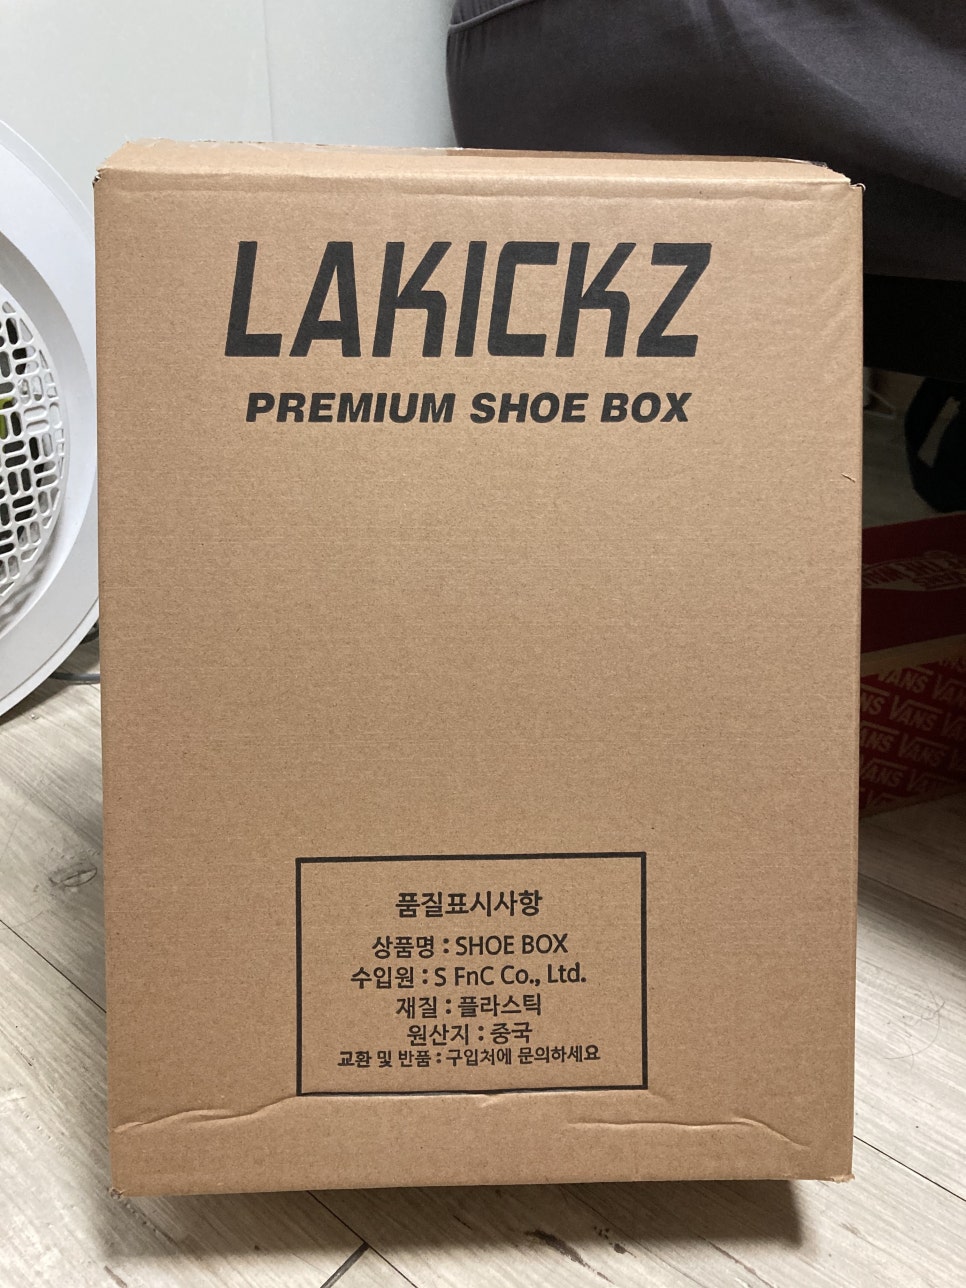 LAKICKZ
PREMIUM SHOE BOX
품질표시사항
상품명 : SHOE BOX
수입원 : S FnC Co., Ltd.
재질 : 플라스틱
원산지 : 중국
교환 및 반품 : 구입처에 문의하세요
VANS VANS
VANS
VANS
VANS